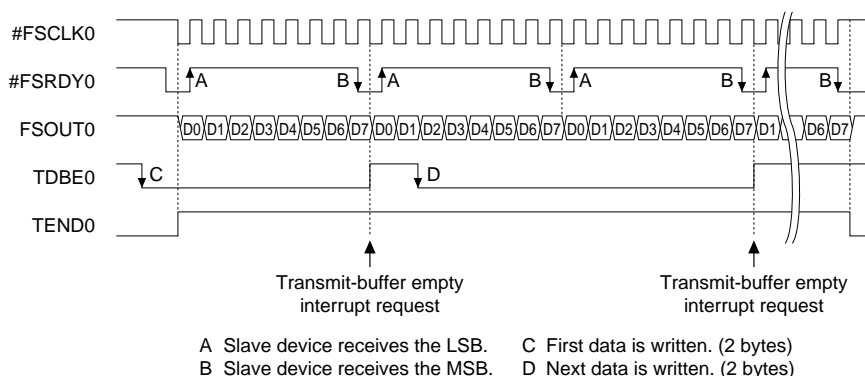 #FSCLK0
#FSRDY0 A B A B A B B
FSOUT0 D0 D1 D2 D3 D4 D5 D6 D7 D0 D1 D2 D3 D4 D5 D6 D7 D0 D1 D2 D3 D4 D5 D6 D7 D1 D6 D7
TDBE0 C D
TEND0
Transmit-buffer empty Transmit-buffer empty
interrupt request interrupt request
A Slave device receives the LSB. C First data is written. (2 bytes)
B Slave device receives the MSB. D Next data is written. (2 bytes)